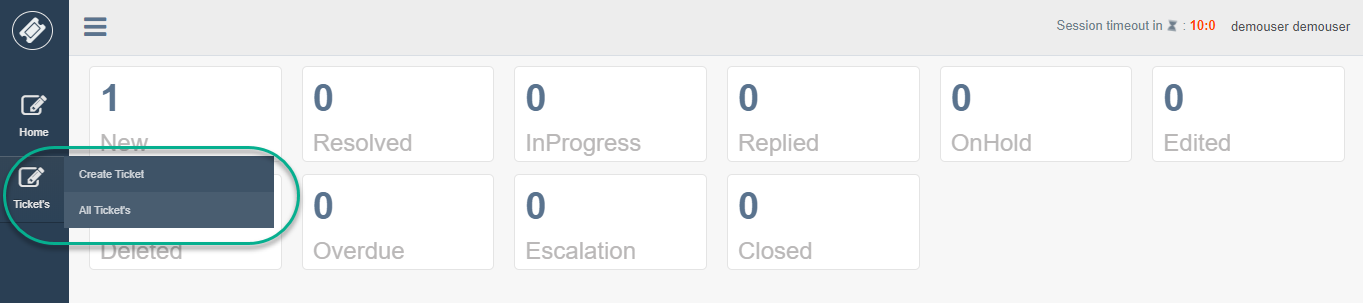 Session timeout in : 10:0 demouser demouser
1 0 0 0 0 0
New Resolved InProgress Replied OnHold Edited
Home
Ticket's
Create Ticket
All Ticket's
0 0 0
Deleted Overdue Escalation Closed